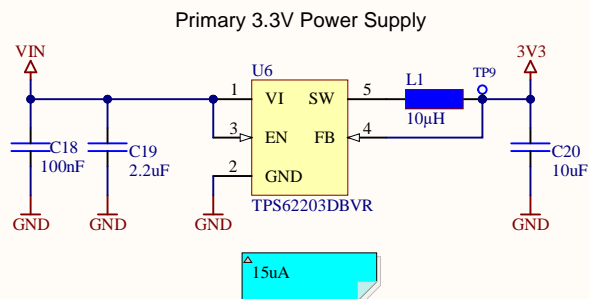 Primary 3.3V Power Supply
VIN
U6
3V3
1
VI
SW
5
L1
TP9
10µH
3
EN
FB
4
C18
100nF
C19
2.2uF
C20
10uF
2
GND
TPS62203DBVR
GND
GND
GND
GND
15uA